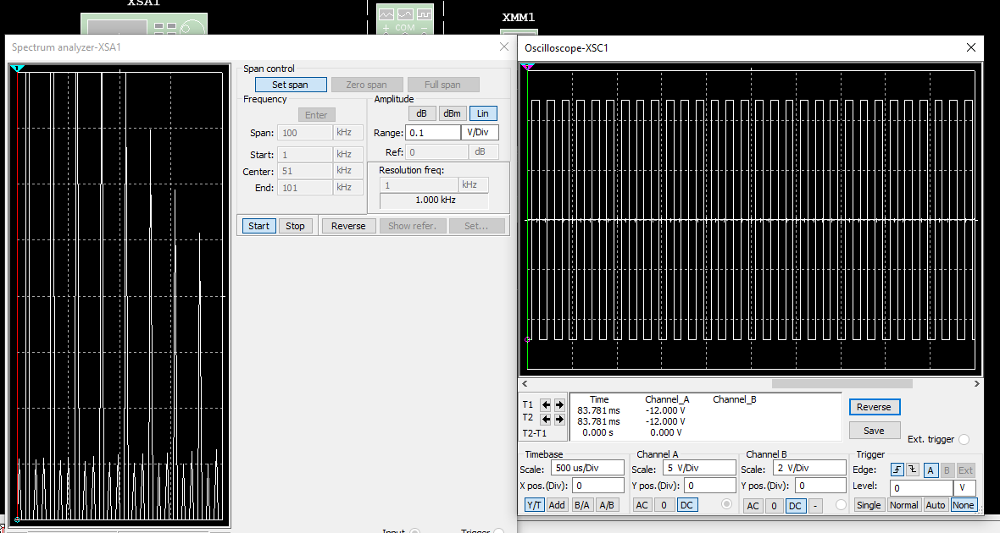 XSA1
COM
XMM1
Spectrum analyzer-XSA1
Span control
Set span Zero span Full span
Frequency
Enter
Span: 100 kHz
Start: 1 kHz
Center: 51 kHz
End: 101 kHz
Amplitude
dB dBm Lin
Range: 0.1 V/Div
Ref: 0 dB
Resolution freq:
1 kHz
1.000 kHz
Start Stop Reverse Show refer. Set...
Input Trigger
Oscilloscope-XSC1
T1
T2
T2-T1
Time Channel_A Channel_B
83.781 ms -12.000 V
83.781 ms -12.000 V
0.000 s 0.000 V
Reverse
Save
Ext. trigger
Timebase
Scale: 500 us/Div
X pos.(Div): 0
Y/T Add B/A A/B
Channel A
Scale: 5 V/Div
Y pos.(Div): 0
AC 0 DC
Channel B
Scale: 2 V/Div
Y pos.(Div): 0
AC 0 DC -
Trigger
Edge: A B Ext
Level: 0 V
Single Normal Auto None